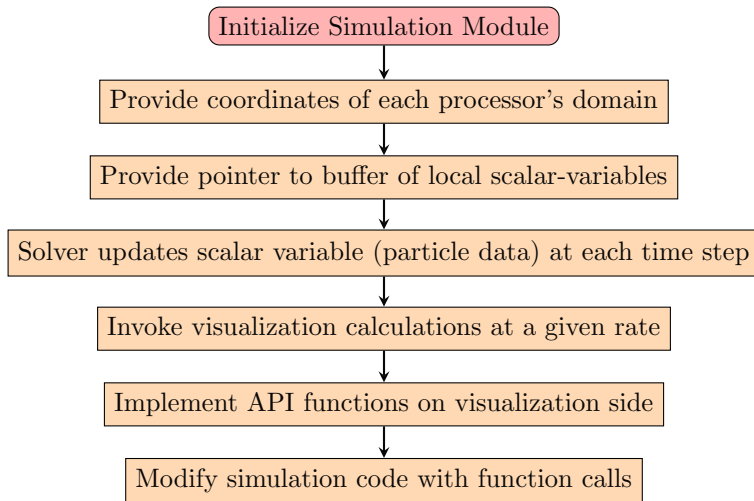 Initialize Simulation Module
Provide coordinates of each processor's domain
Provide pointer to buffer of local scalar-variables
Solver updates scalar variable (particle data) at each time step
Invoke visualization calculations at a given rate
Implement API functions on visualization side
Modify simulation code with function calls